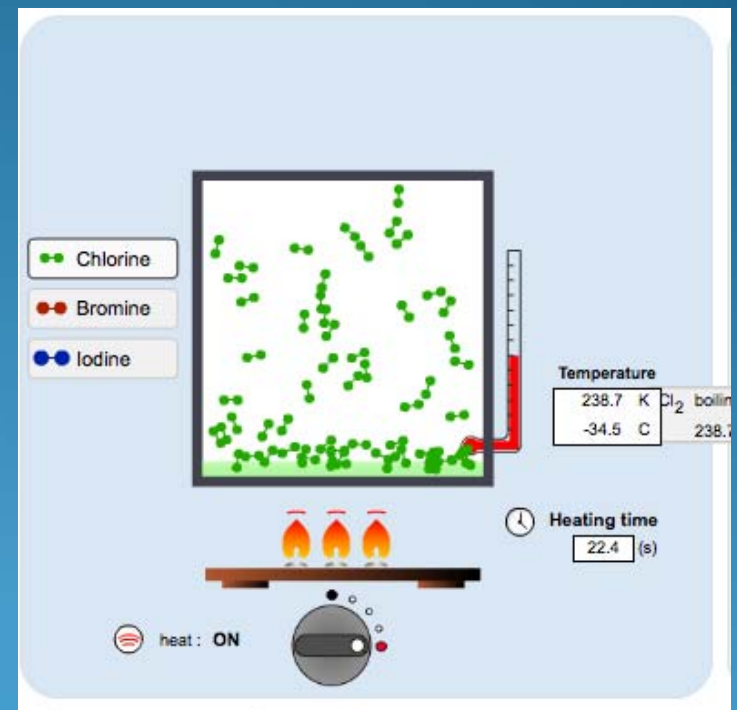 Chlorine
Bromine
Iodine
Temperature
238.7 K
-34.5 C
Cl2
238.7
Heating time
22.4 (s)
heat : ON